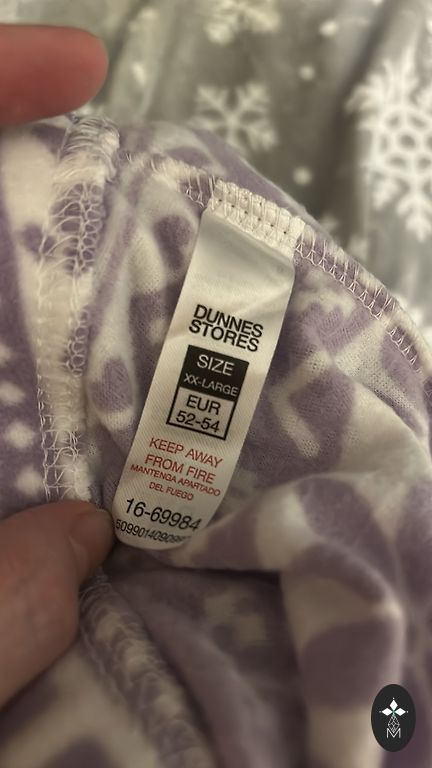 DUNNES
STORES
SIZE
XX-LARGE
EUR
52-54
KEEP AWAY
FROM FIRE
MANTENGA APARTADO
DEL FUEGO
16-69984
M